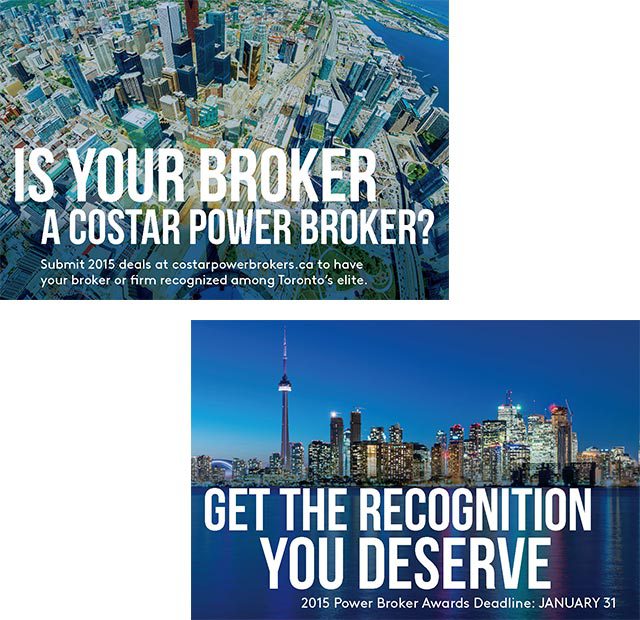 IS YOUR BROKER
A COSTAR POWER BROKER?
Submit 2015 deals at costarpowerbrokers.ca to have
your broker or firm recognized among Toronto's elite.
GET THE RECOGNITION
YOU DESERVE
2015 Power Broker Awards Deadline: JANUARY 31